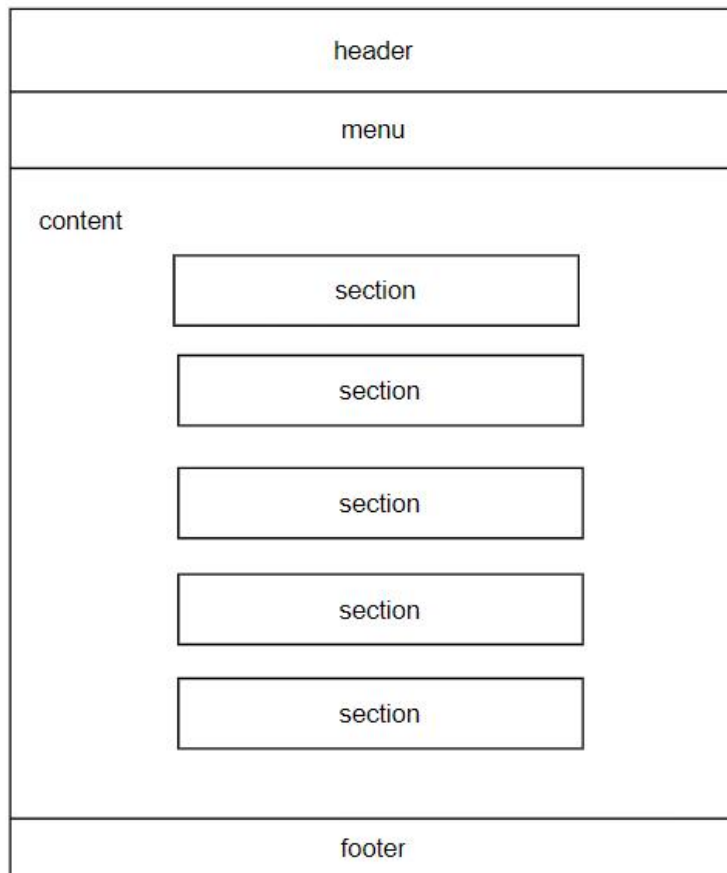 header
menu
content
section
section
section
section
section
footer